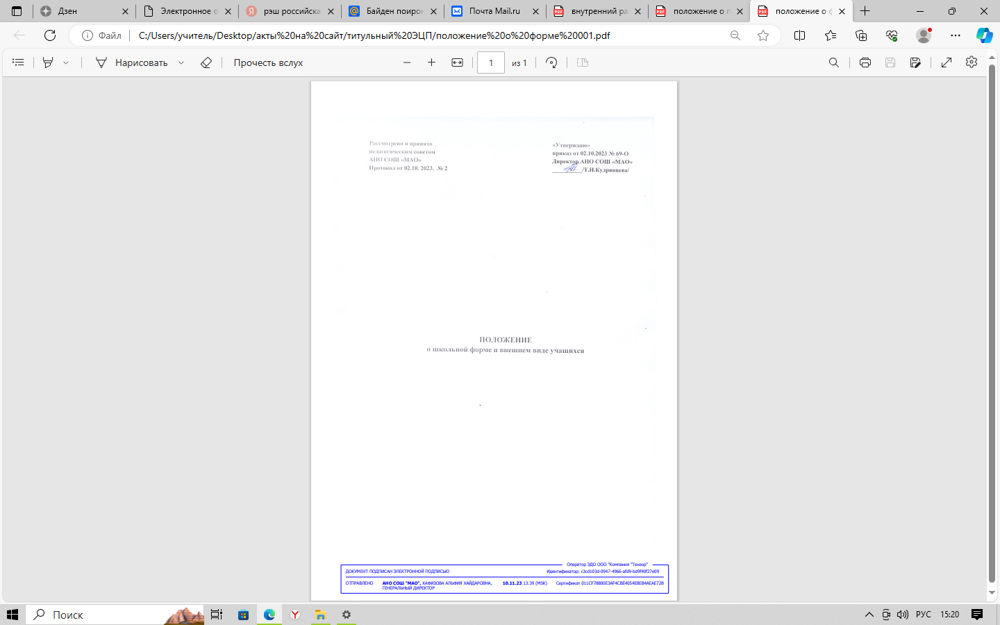 Дзен
Электронное о
рэш российска
Байден поирон
Почта Mail.ru
внутренний ра
положение о п
положение о ф
Файл
C:/Users/учитель/Desktop/акты%20на%20сайт/титульный%20ЭЦП/положение%20о%20форме%20001.pdf
Нарисовать
Прочесть вслух
1
из 1
Рассмотрено и принято
педагогическим советом
АНО СОШ «МАО»
Протокол от 02.10. 2023. № 2
«Утверждаю»
приказ от 02.10.2023 № 69-О
Директор АНО СОШ «МАО»
/Т.И.Кудрявцева/
ПОЛОЖЕНИЕ
о школьной форме и внешнем виде учащихся
Оператор ЭДО ООО "Компания "Тензор"
ДОКУМЕНТ ПОДПИСАН ЭЛЕКТРОННОЙ ПОДПИСЬЮ
Идентификатор: c3cd103d-0947-4966-afd9-bd9f40f27e09
ОТПРАВЛЕНО
АНО СОШ "МАО", ХАФИЗОВА АЛЬФИЯ ХАЙДАРОВНА,
ГЕНЕРАЛЬНЫЙ ДИРЕКТОР
10.11.23 13:39 (MSK)
Сертификат 011CF78800E3AF4CBE4054EBEB4AEAE72B
Поиск
РУС
15:20